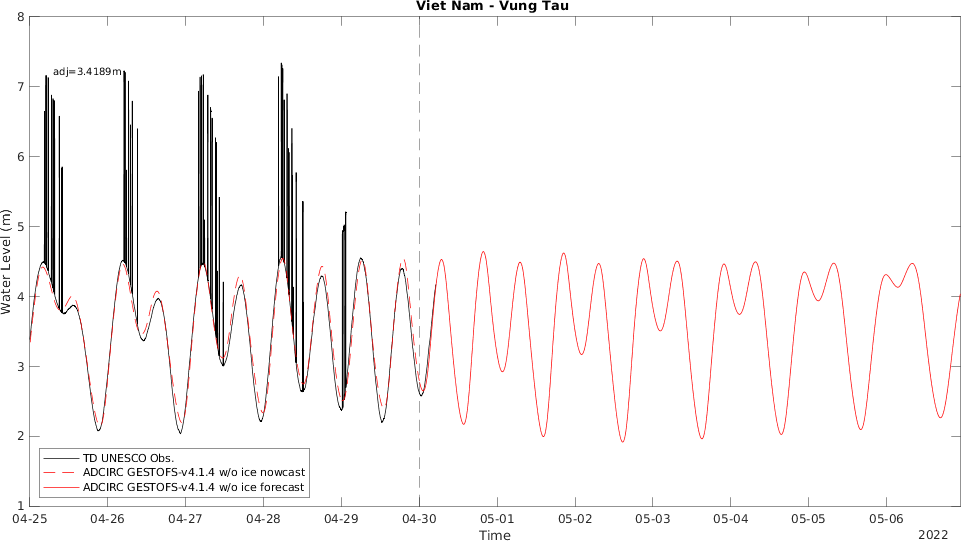 Viet Nam - Vung Tau
8
7
6
5
4
3
2
1
Water Level (m)
adj=3.4189m
TD UNESCO Obs.
ADCIRC GESTOFS-v4.1.4 w/o ice nowcast
ADCIRC GESTOFS-v4.1.4 w/o ice forecast
04-25 04-26 04-27 04-28 04-29 04-30 05-01 05-02 05-03 05-04 05-05 05-06
Time
2022